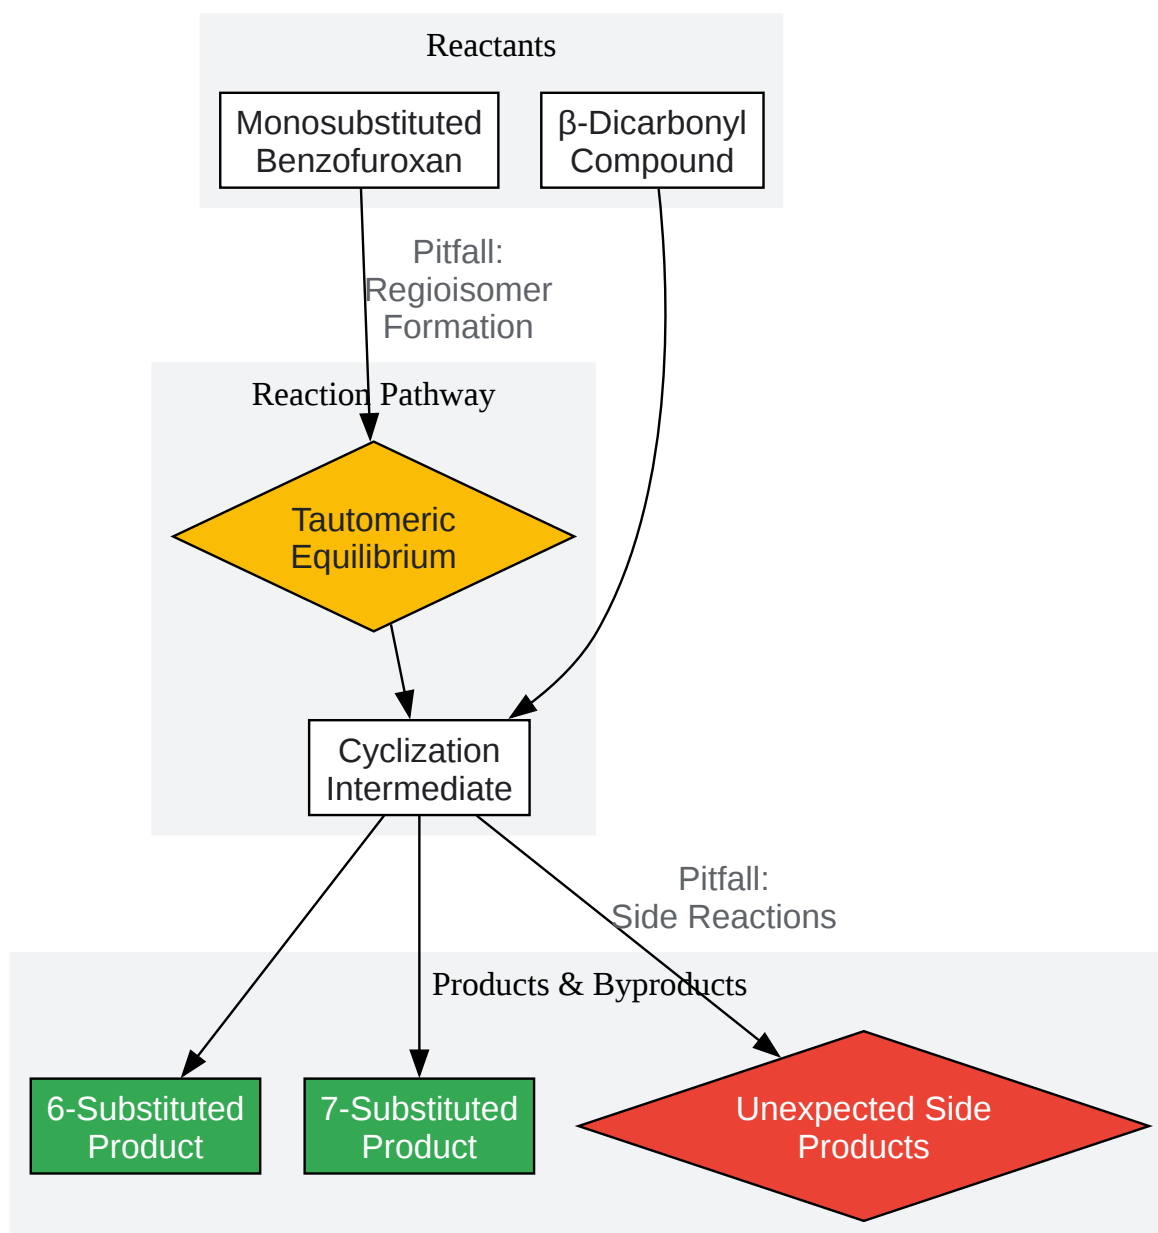 Reactants
Monosubstituted
Benzofuroxan
β-Dicarbonyl
Compound
Pitfall:
Regioisomer
Formation
Reaction Pathway
Tautomeric
Equilibrium
Cyclization
Intermediate
Pitfall:
Side Reactions
Products & Byproducts
6-Substituted
Product
7-Substituted
Product
Unexpected Side
Products